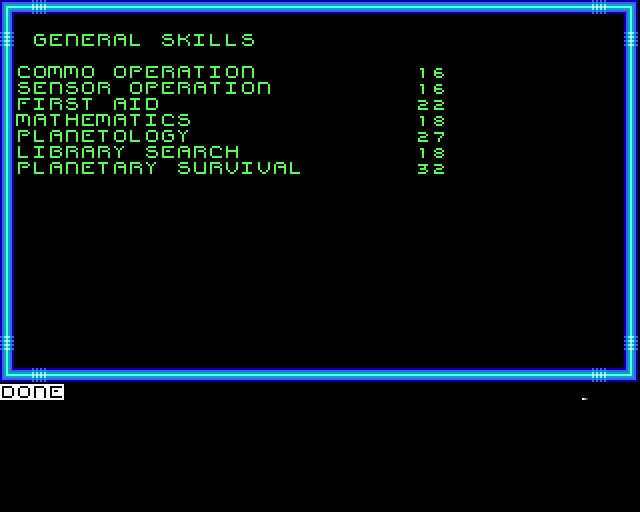 GENERAL SKILLS
COMMO OPERATION 16
SENSOR OPERATION 16
FIRST AID 22
MATHEMATICS 18
PLANETOLOGY 27
LIBRARY SEARCH 18
PLANETARY SURVIVAL 32
DONE